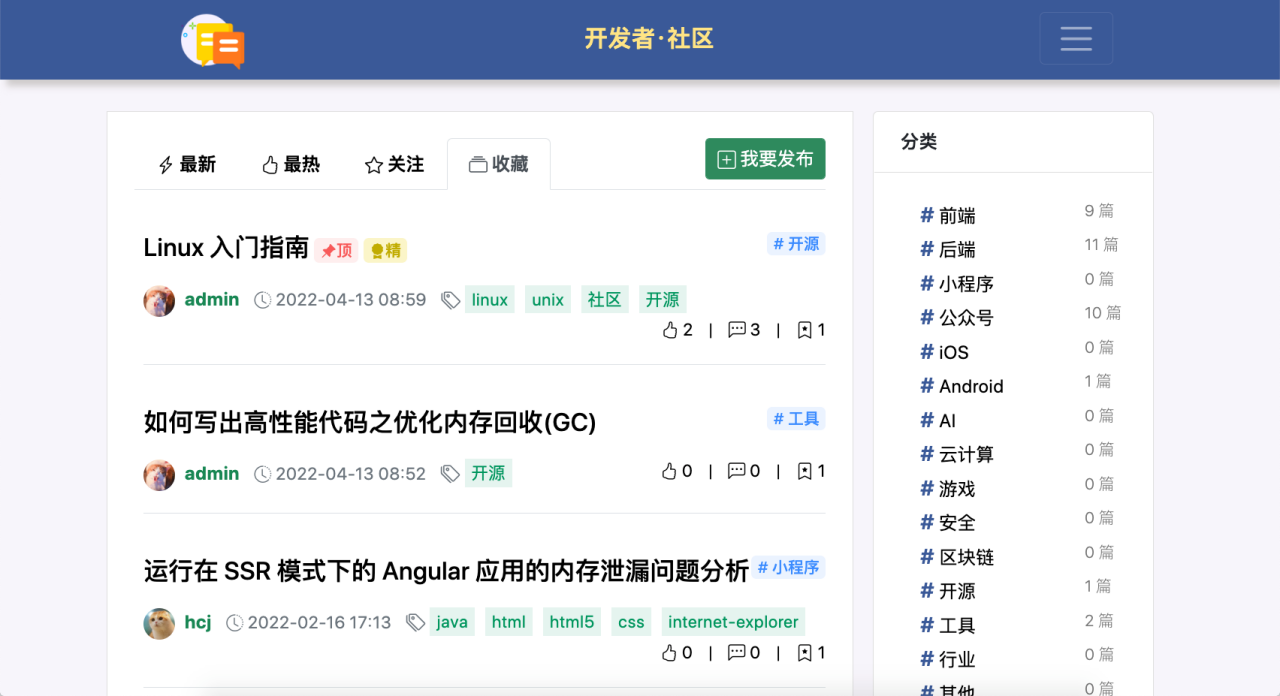 开发者·社区
最新 最热 关注 收藏 我要发布
Linux 入门指南 顶 精 # 开源
admin 2022-04-13 08:59 linux unix 社区 开源
2 | 3 | 1
如何写出高性能代码之优化内存回收(GC) # 工具
admin 2022-04-13 08:52 开源 0 | 0 | 1
运行在 SSR 模式下的 Angular 应用的内存泄漏问题分析 # 小程序
hcj 2022-02-16 17:13 java html html5 css internet-explorer
0 | 0 | 1
分类
# 前端 9 篇
# 后端 11 篇
# 小程序 0 篇
# 公众号 10 篇
# iOS 0 篇
# Android 1 篇
# AI 0 篇
# 云计算 0 篇
# 游戏 0 篇
# 安全 0 篇
# 区块链 0 篇
# 开源 1 篇
# 工具 2 篇
# 行业 0 篇
# 其他 0 篇